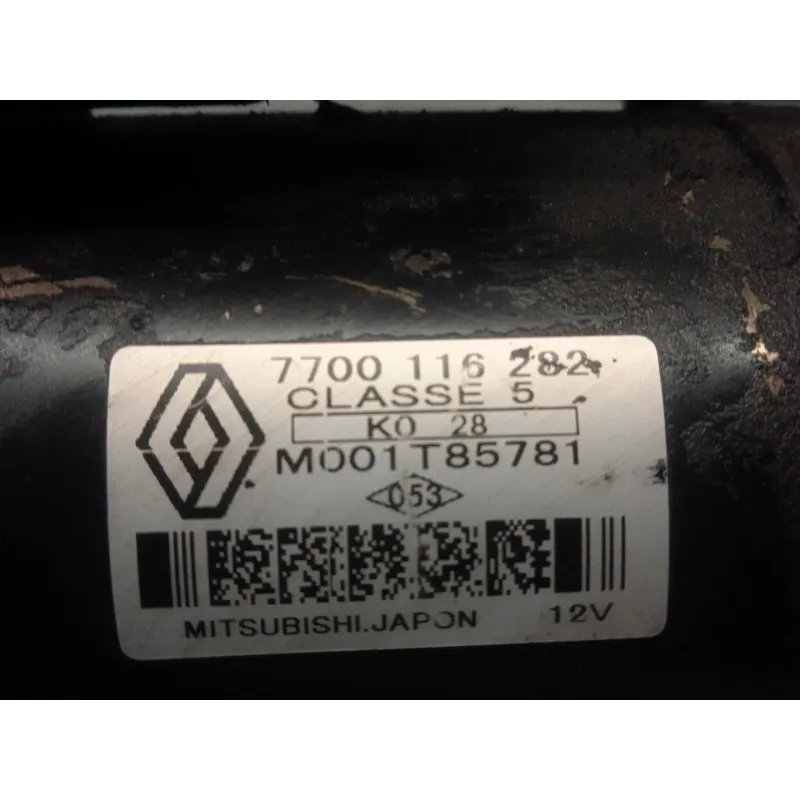 7700 116 282
CLASSE 5
K0 28
M001T85781
053
MITSUBISHI.JAPON 12V